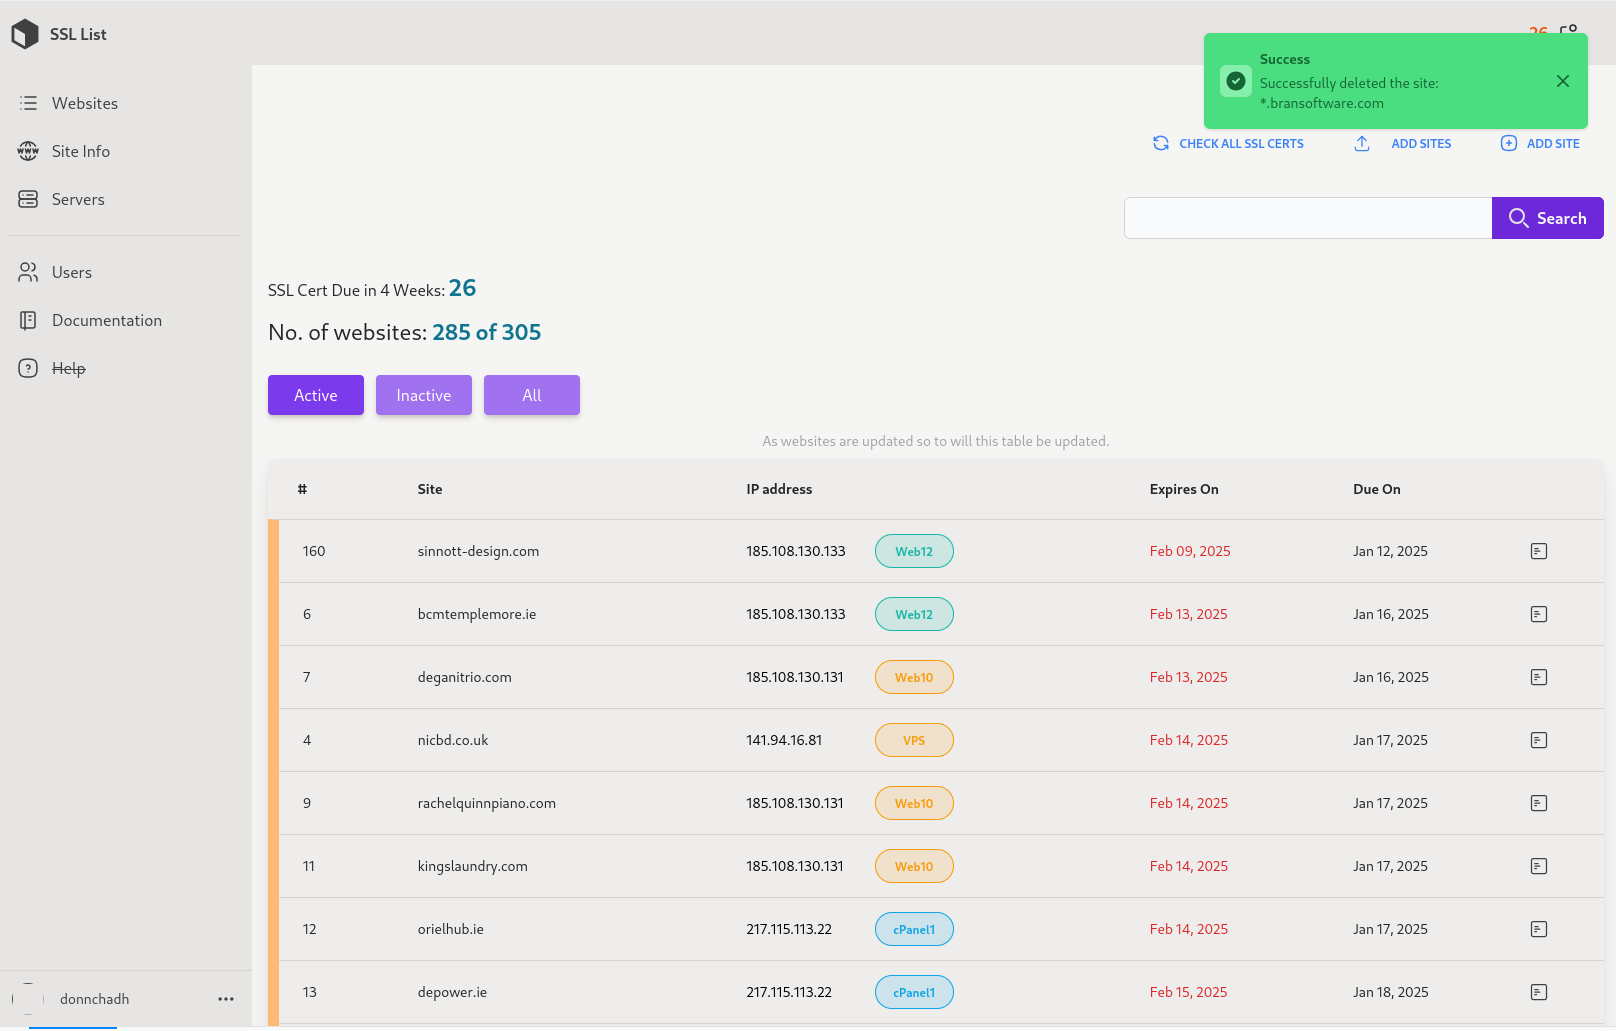 SSL List
26
Success
Successfully deleted the site:
*.bransoftware.com
Websites
Site Info
Servers
Users
Documentation
Help
CHECK ALL SSL CERTS
ADD SITES
ADD SITE
Search
SSL Cert Due in 4 Weeks: 26
No. of websites: 285 of 305
Active
Inactive
All
As websites are updated so to will this table be updated.
# Site IP address Expires On Due On
160 sinnott-design.com 185.108.130.133 Web12 Feb 09, 2025 Jan 12, 2025
6 bcmtemplemore.ie 185.108.130.133 Web12 Feb 13, 2025 Jan 16, 2025
7 deganitrio.com 185.108.130.131 Web10 Feb 13, 2025 Jan 16, 2025
4 nicbd.co.uk 141.94.16.81 VPS Feb 14, 2025 Jan 17, 2025
9 rachelquinnpiano.com 185.108.130.131 Web10 Feb 14, 2025 Jan 17, 2025
11 kingslaundry.com 185.108.130.131 Web10 Feb 14, 2025 Jan 17, 2025
12 orielhub.ie 217.115.113.22 cPanel1 Feb 14, 2025 Jan 17, 2025
13 depower.ie 217.115.113.22 cPanel1 Feb 15, 2025 Jan 18, 2025
donnchadh